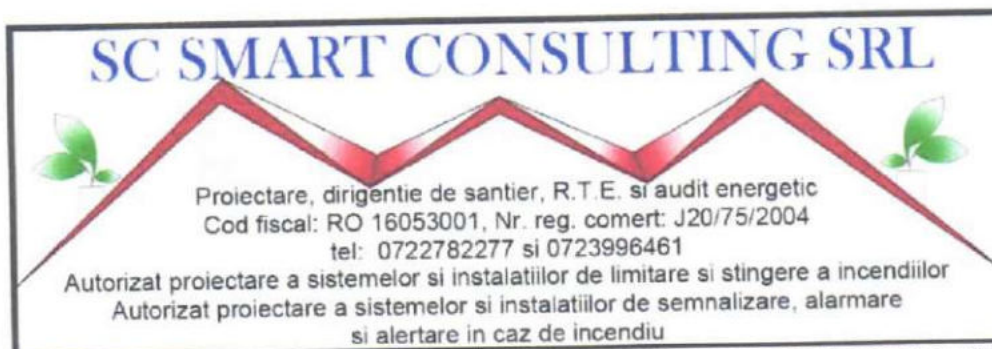 SC SMART CONSULTING SRL
Proiectare, dirigentie de santier, R.T.E. si audit energetic
Cod fiscal: RO 16053001, Nr. reg. comert: J20/75/2004
tel: 0722782277 si 0723996461
Autorizat proiectare a sistemelor si instalatiilor de limitare si stingere a incendiilor
Autorizat proiectare a sistemelor si instalatiilor de semnalizare, alarmare
si alertare in caz de incendiu